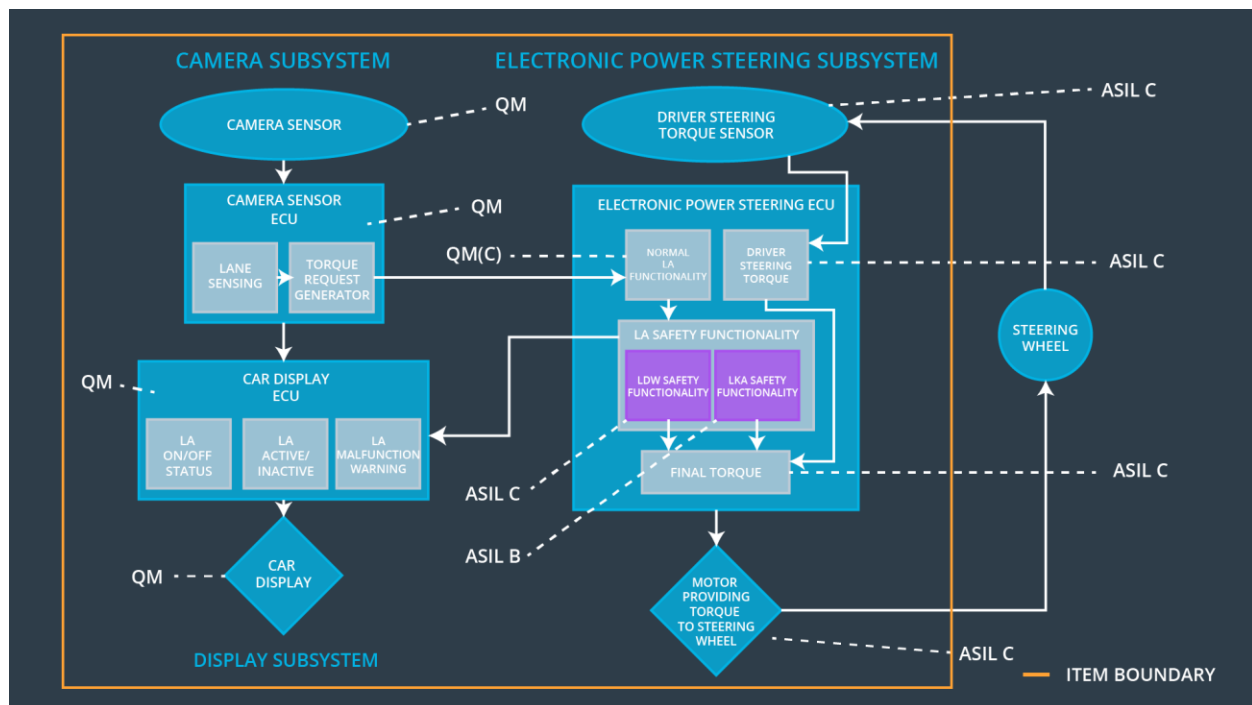 CAMERA SUBSYSTEM
ELECTRONIC POWER STEERING SUBSYSTEM
QM
ASIL C
CAMERA SENSOR
DRIVER STEERING
TORQUE SENSOR
CAMERA SENSOR
ECU
QM
ELECTRONIC POWER STEERING ECU
LANE
SENSING
TORQUE
REQUEST
GENERATOR
QM(C)
NORMAL
LA
FUNCTIONALITY
DRIVER
STEERING
TORQUE
ASIL C
LA SAFETY FUNCTIONALITY
STEERING
WHEEL
LDW SAFETY
FUNCTIONALITY
LKA SAFETY
FUNCTIONALITY
QM
CAR DISPLAY
ECU
LA
ON/OFF
STATUS
LA
ACTIVE/
INACTIVE
LA
MALFUNCTION
WARNING
FINAL TORQUE
ASIL C
ASIL C
ASIL B
QM
CAR
DISPLAY
MOTOR
PROVIDING
TORQUE
TO STEERING
WHEEL
DISPLAY SUBSYSTEM
ASIL C
ITEM BOUNDARY